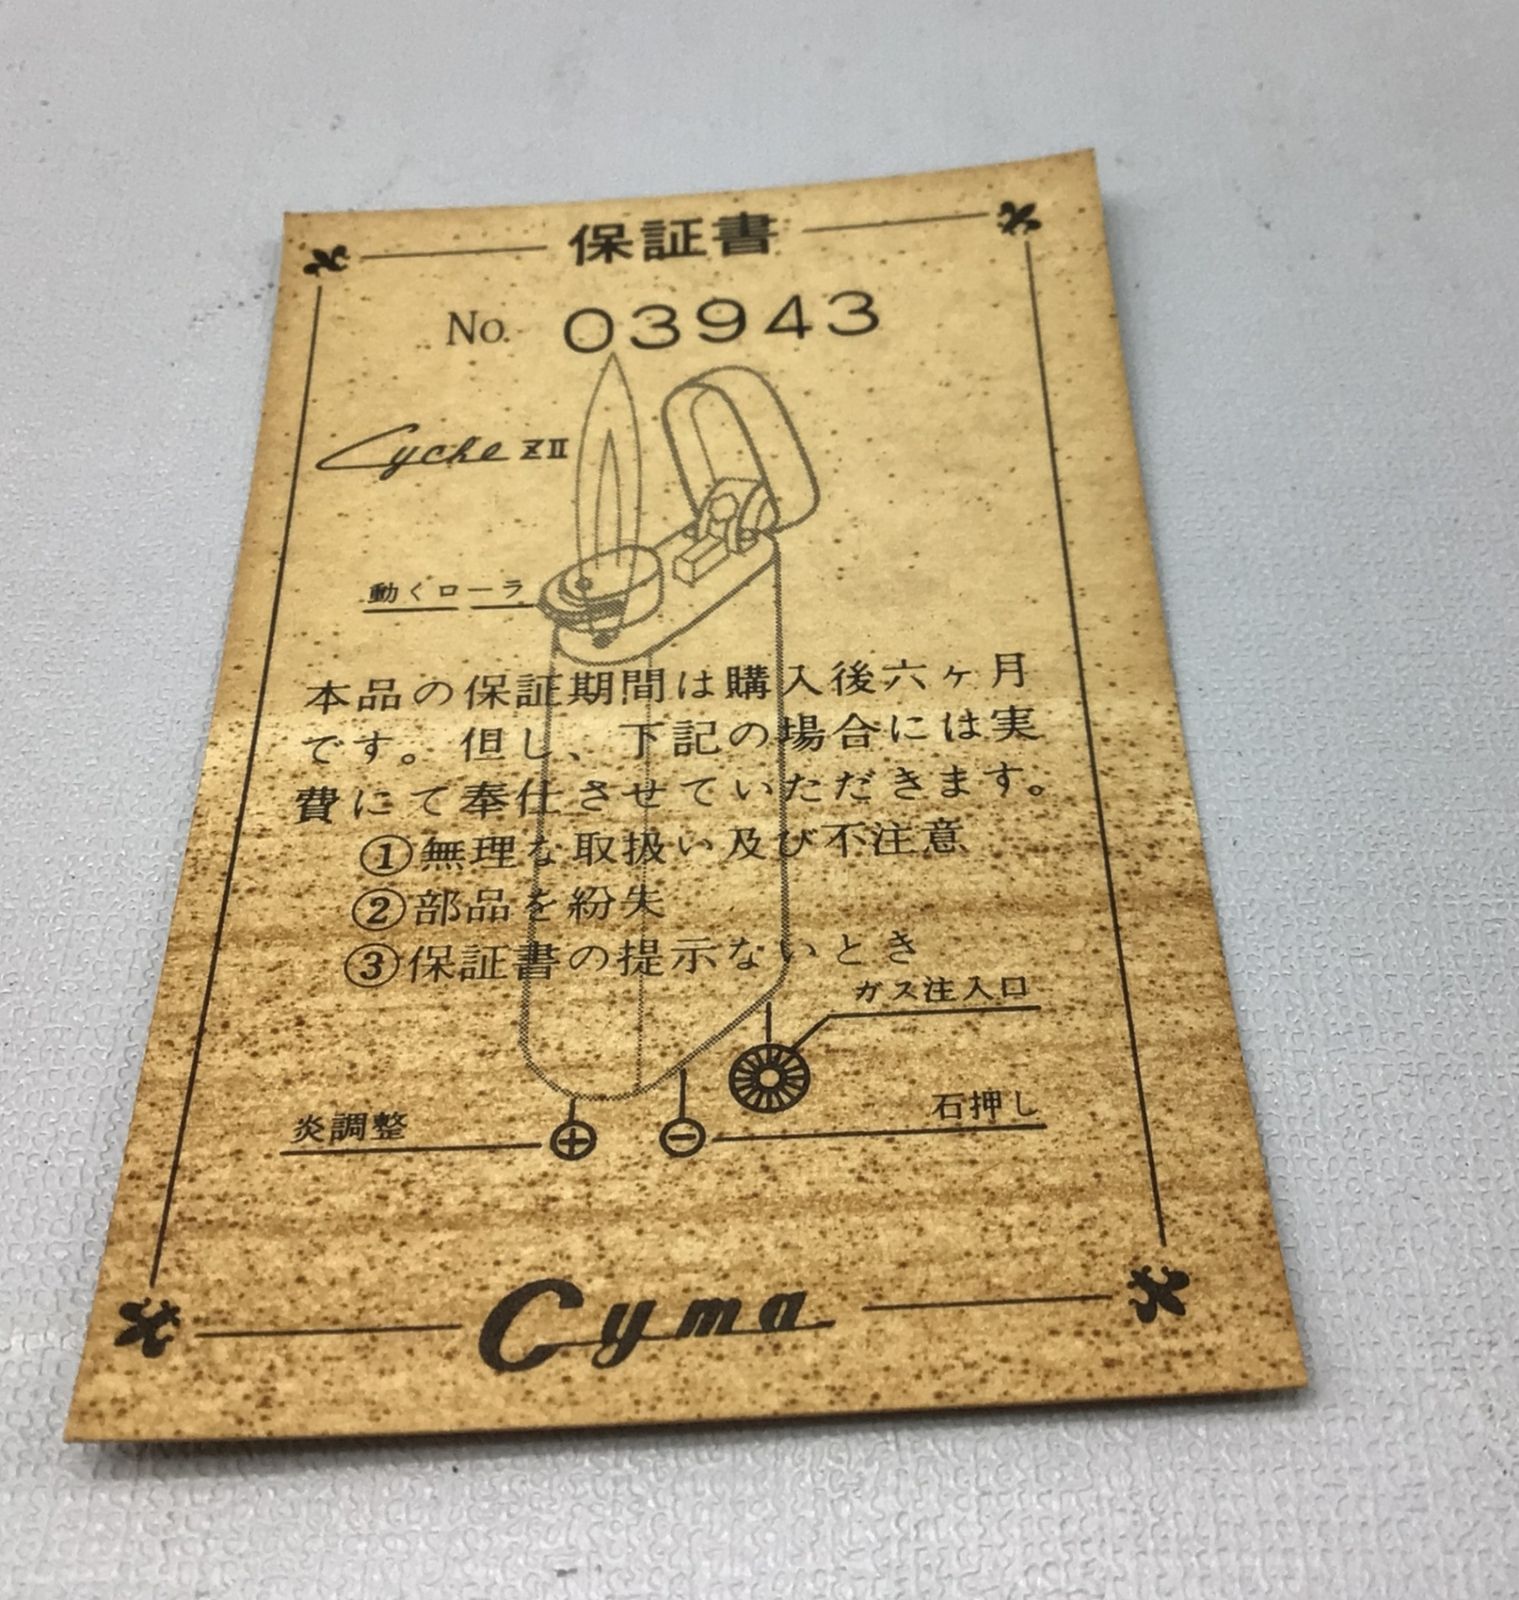 保証書
No. 03943
Cyche ZII
動くローラ
本品の保証期間は購入後六ヶ月
です。但し、下記の場合には実
費にて奉仕させていただきます。
①無理な取扱い及び不注意
②部品を紛失
③保証書の提示ないとき
ガス注入口
石押し
炎調整
Cyma